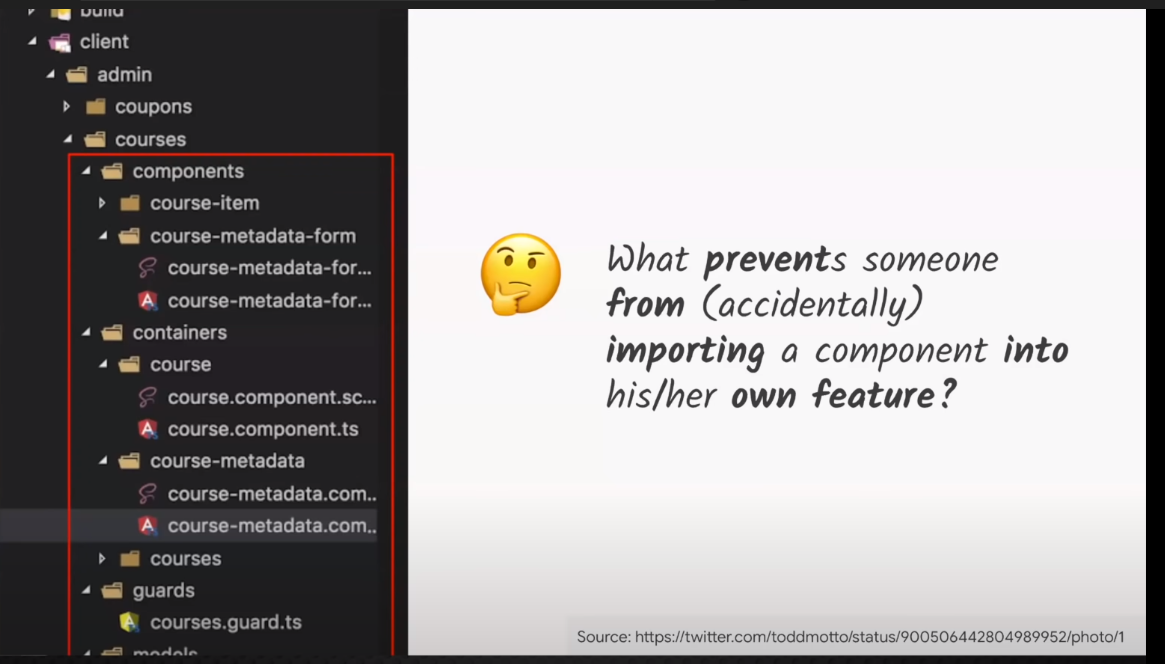 build
client
admin
coupons
courses
components
course-item
course-metadata-form
course-metadata-for...
course-metadata-for...
containers
course
course.component.sc...
course.component.ts
course-metadata
course-metadata.com..
course-metadata.com..
courses
guards
courses.guard.ts
models
What prevents someone
from (accidentally)
importing a component into
his/her own feature?
Source: https://twitter.com/toddmotto/status/900506442804989952/photo/1